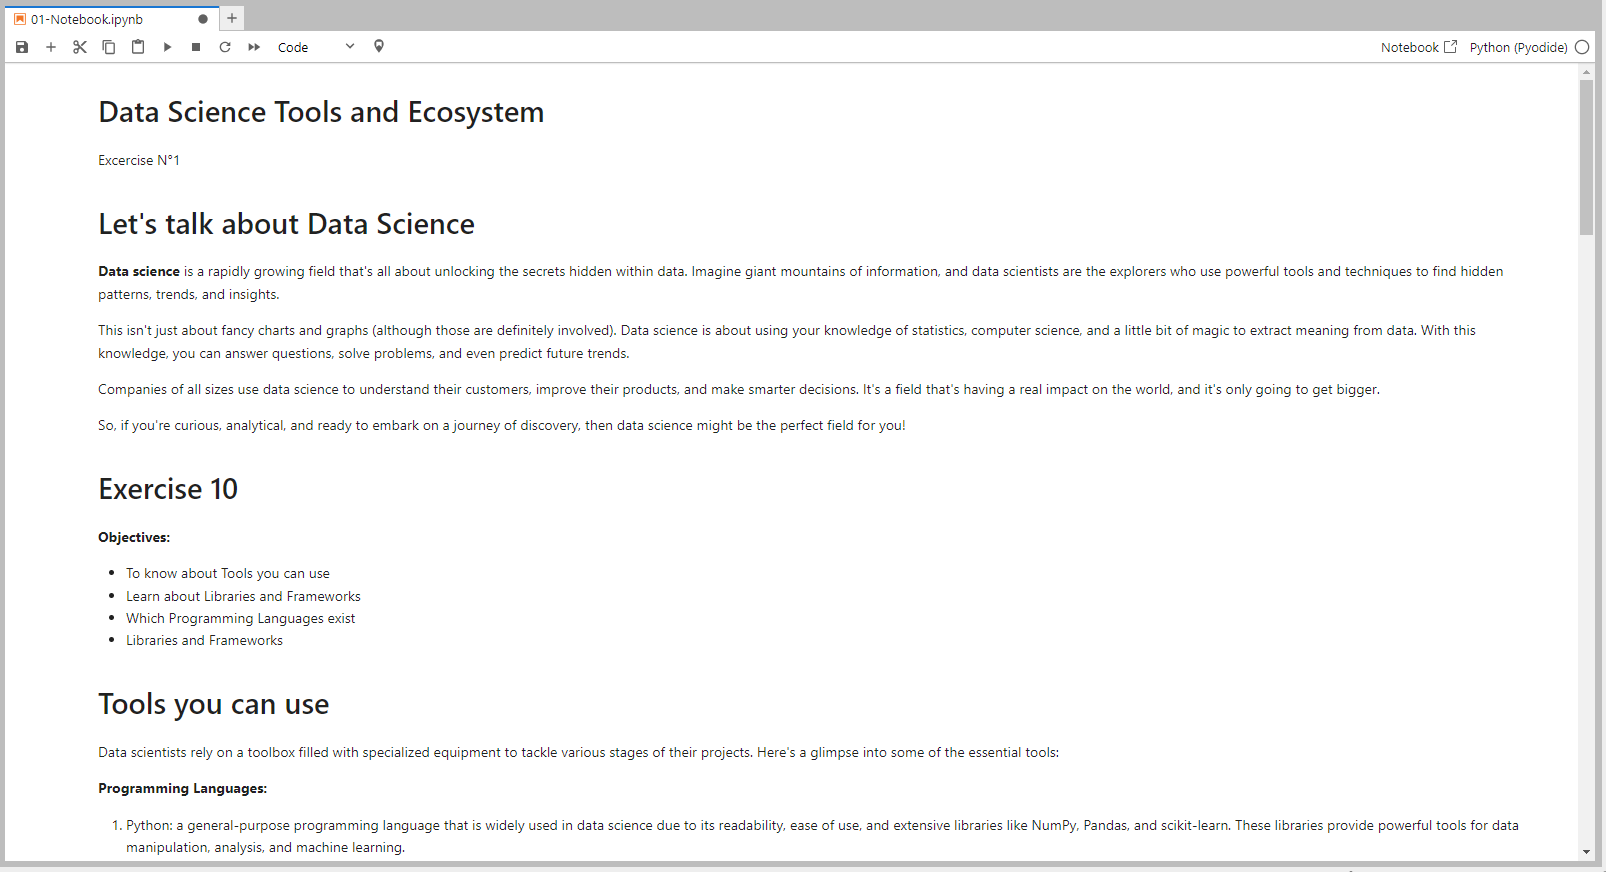 01-Notebook.ipynb
Code
Notebook
Python (Pyodide)
Data Science Tools and Ecosystem
Excercise N°1
Let's talk about Data Science
Data science is a rapidly growing field that's all about unlocking the secrets hidden within data. Imagine giant mountains of information, and data scientists are the explorers who use powerful tools and techniques to find hidden
patterns, trends, and insights.
This isn't just about fancy charts and graphs (although those are definitely involved). Data science is about using your knowledge of statistics, computer science, and a little bit of magic to extract meaning from data. With this
knowledge, you can answer questions, solve problems, and even predict future trends.
Companies of all sizes use data science to understand their customers, improve their products, and make smarter decisions. It's a field that's having a real impact on the world, and it's only going to get bigger.
So, if you're curious, analytical, and ready to embark on a journey of discovery, then data science might be the perfect field for you!
Exercise 10
Objectives:
• To know about Tools you can use
• Learn about Libraries and Frameworks
• Which Programming Languages exist
• Libraries and Frameworks
Tools you can use
Data scientists rely on a toolbox filled with specialized equipment to tackle various stages of their projects. Here's a glimpse into some of the essential tools:
Programming Languages:
1. Python: a general-purpose programming language that is widely used in data science due to its readability, ease of use, and extensive libraries like NumPy, Pandas, and scikit-learn. These libraries provide powerful tools for data
manipulation, analysis, and machine learning.